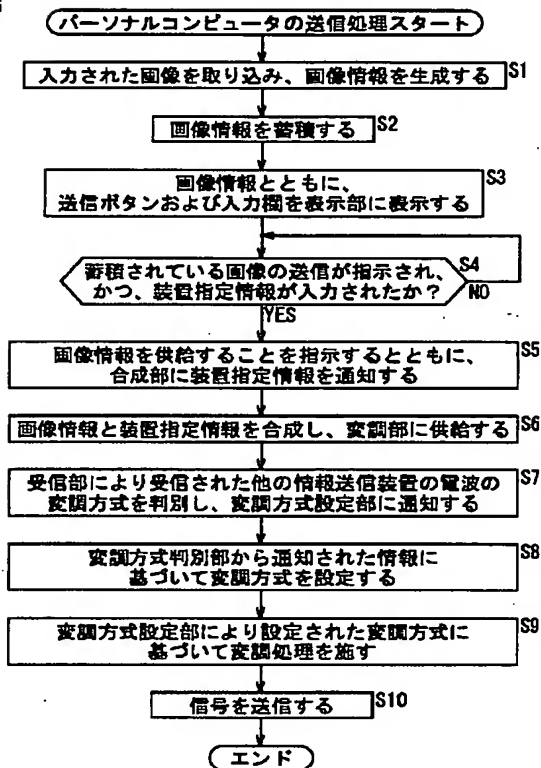 パーソナルコンピュータの送信処理スタート
入力された画像を取り込み、画像情報を生成する S1
画像情報を蓄積する S2
画像情報とともに、 S3
送信ボタンおよび入力欄を表示部に表示する
蓄積されている画像の送信が指示され、 S4
かつ、装置指定情報が入力されたか？ NO
YES
画像情報を供給することを指示するとともに、 S5
合成部に装置指定情報を通知する
画像情報と装置指定情報を合成し、変調部に供給する S6
受信部により受信された他の情報送信装置の電波の S7
変調方式を判別し、変調方式設定部に通知する
変調方式判別部から通知された情報に S8
基づいて変調方式を設定する
変調方式設定部により設定された変調方式に S9
基づいて変調処理を施す
信号を送信する S10
エンド